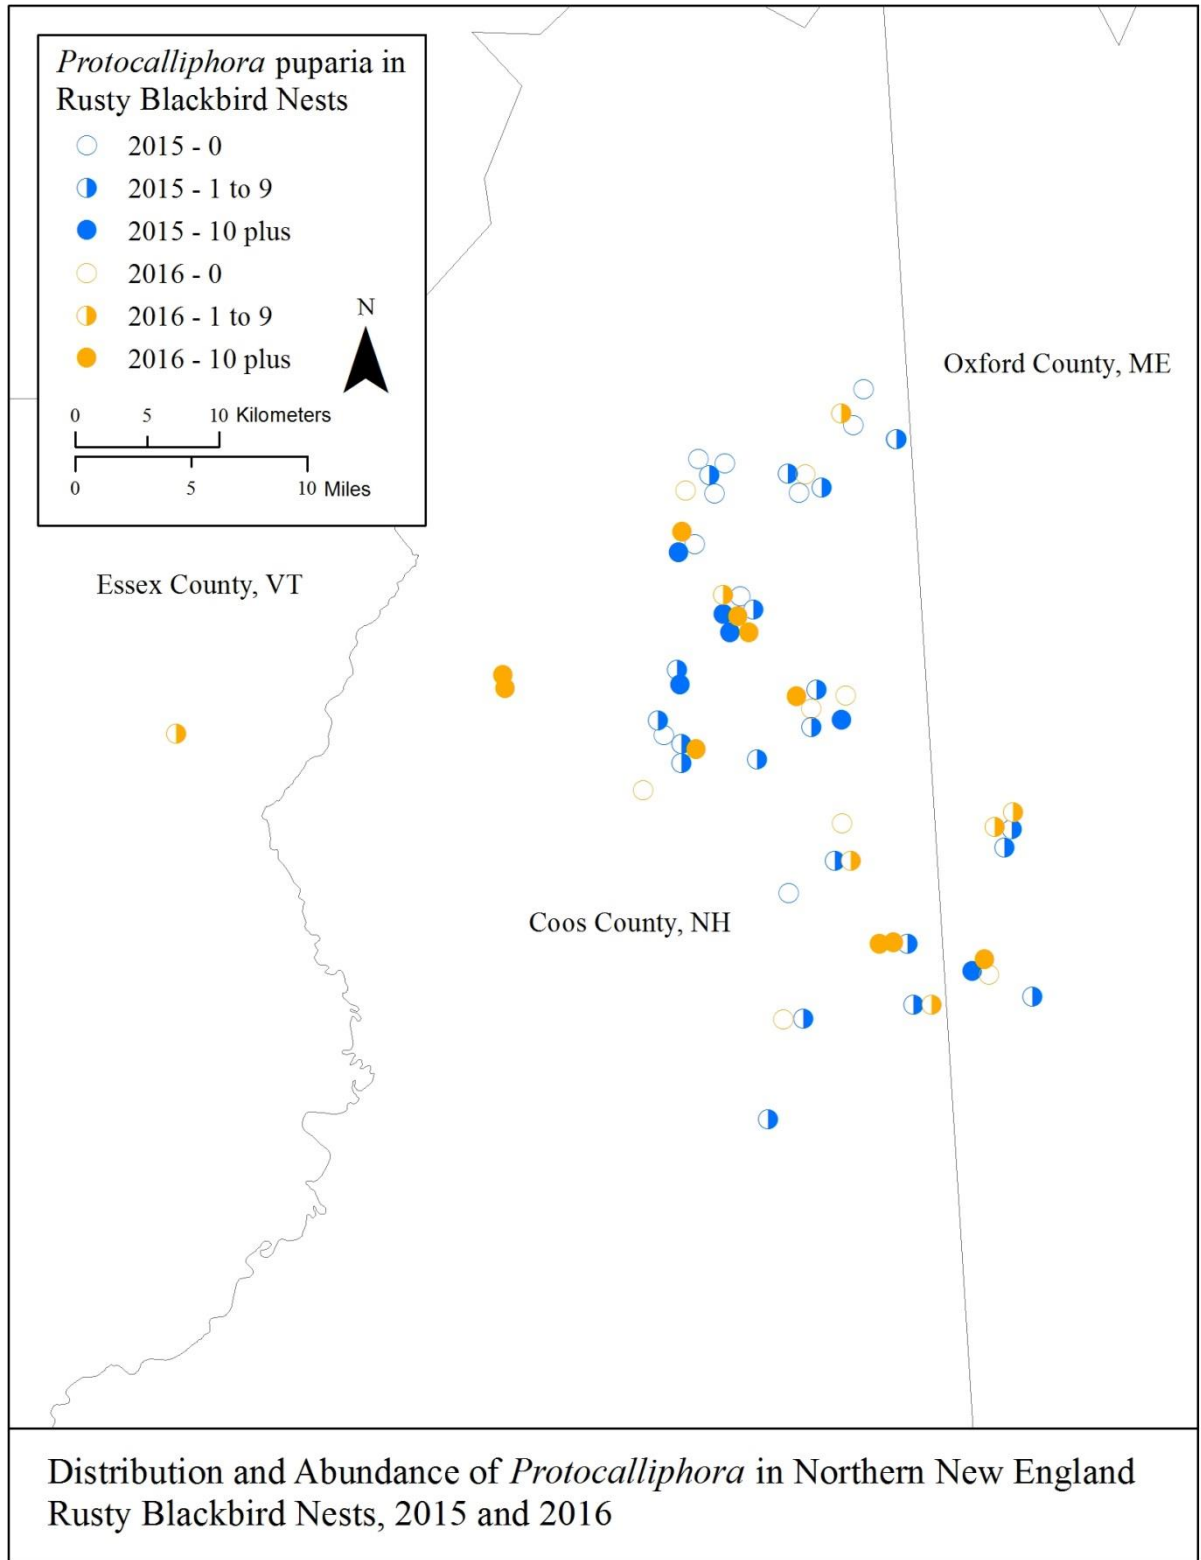 Protocalliphora puparia in
Rusty Blackbird Nests
2015 - 0
2015 - 1 to 9
2015 - 10 plus
2016 - 0
2016 - 1 to 9
2016 - 10 plus
N
0 5 10 Kilometers
0 5 10 Miles
Oxford County, ME
Essex County, VT
Coos County, NH
Distribution and Abundance of Protocalliphora in Northern New England
Rusty Blackbird Nests, 2015 and 2016